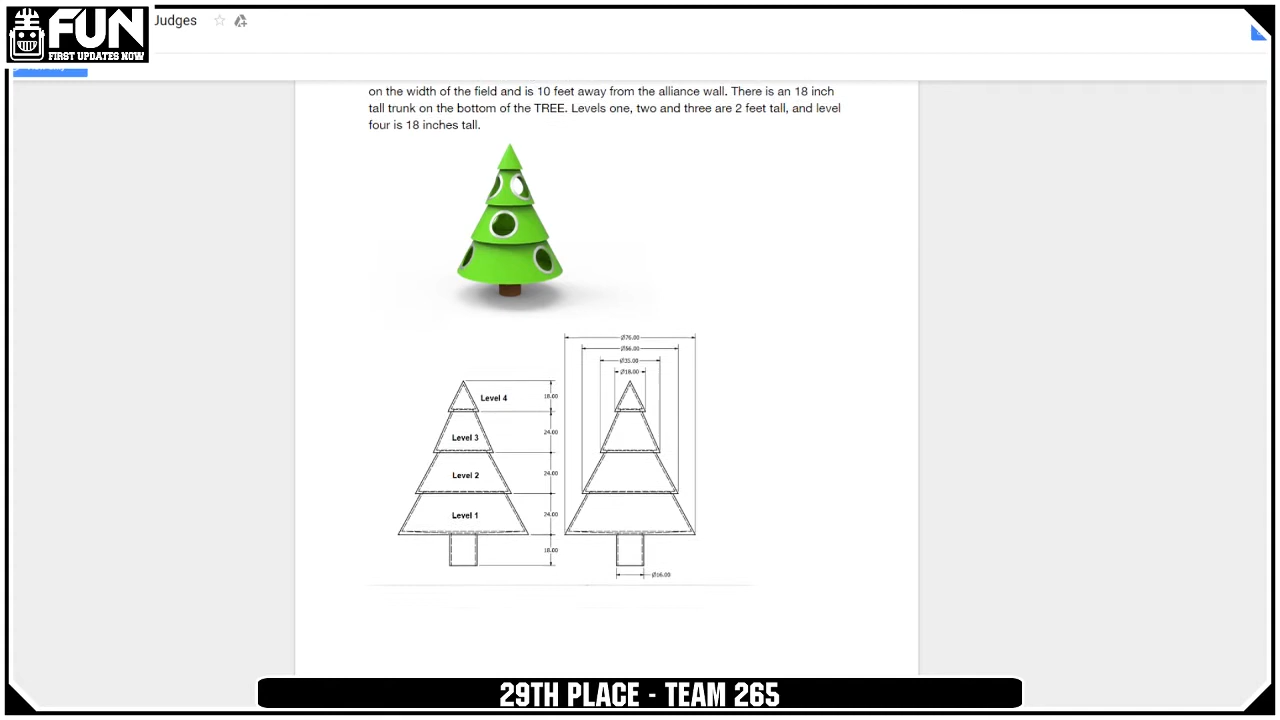 FUN
FIRST UPDATES NOW
Judges
on the width of the field and is 10 feet away from the alliance wall. There is an 18 inch
tall trunk on the bottom of the TREE. Levels one, two and three are 2 feet tall, and level
four is 18 inches tall.
Ø76.00
Ø56.00
Ø35.00
Ø18.00
Level 4
18.00
Level 3
24.00
Level 2
24.00
Level 1
24.00
18.00
Ø16.00
29TH PLACE - TEAM 265